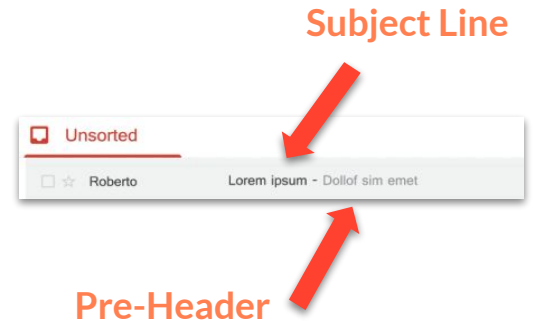 Subject Line
Unsorted
Roberto Lorem ipsum - Dollof sim emet
Pre-Header